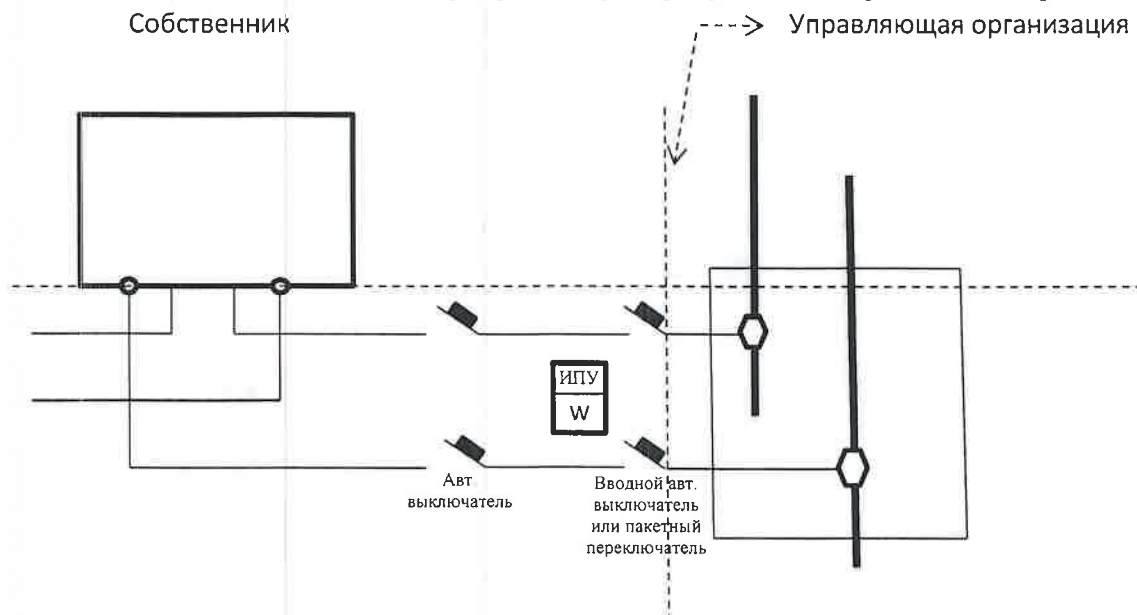 Собственник
Управляющая организация
ИПУ
W
Авт.
выключатель
Вводной авт.
выключатель
или пакетный
переключатель